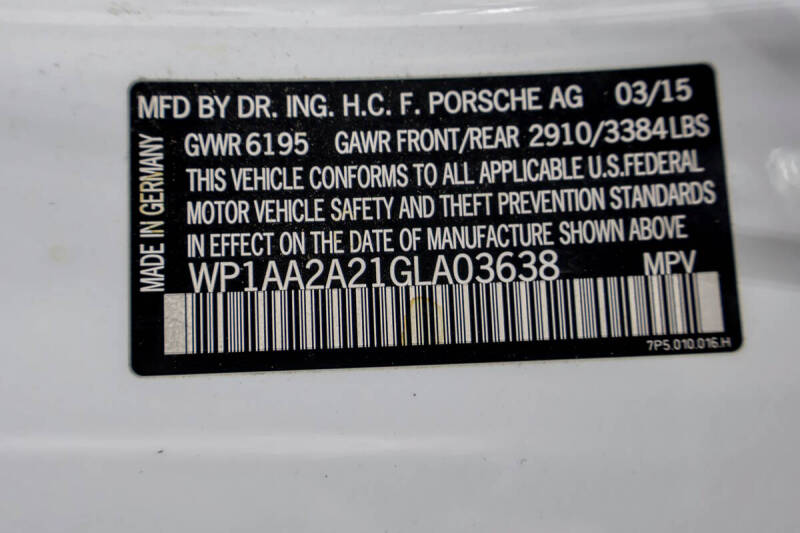 MFD BY DR. ING. H.C. F. PORSCHE AG 03/15
GVWR 6195 GAWR FRONT/REAR 2910/3384LBS
THIS VEHICLE CONFORMS TO ALL APPLICABLE U.S.FEDERAL
MOTOR VEHICLE SAFETY AND THEFT PREVENTION STANDARDS
IN EFFECT ON THE DATE OF MANUFACTURE SHOWN ABOVE
WP1AA2A21GLA03638 MPV
MADE IN GERMANY
7P5.010.016.H